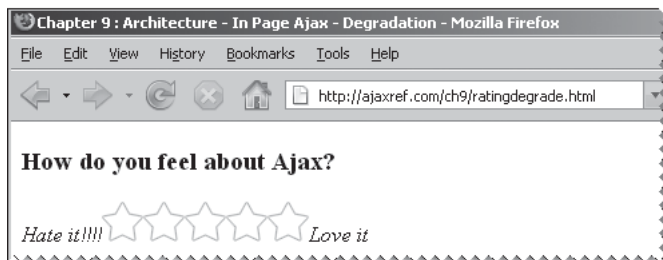 Chapter 9 : Architecture - In Page Ajax - Degradation - Mozilla Firefox
File Edit View History Bookmarks Tools Help
http://ajaxref.com/ch9/ratingdegrade.html
How do you feel about Ajax?
Hate it!!!! Love it